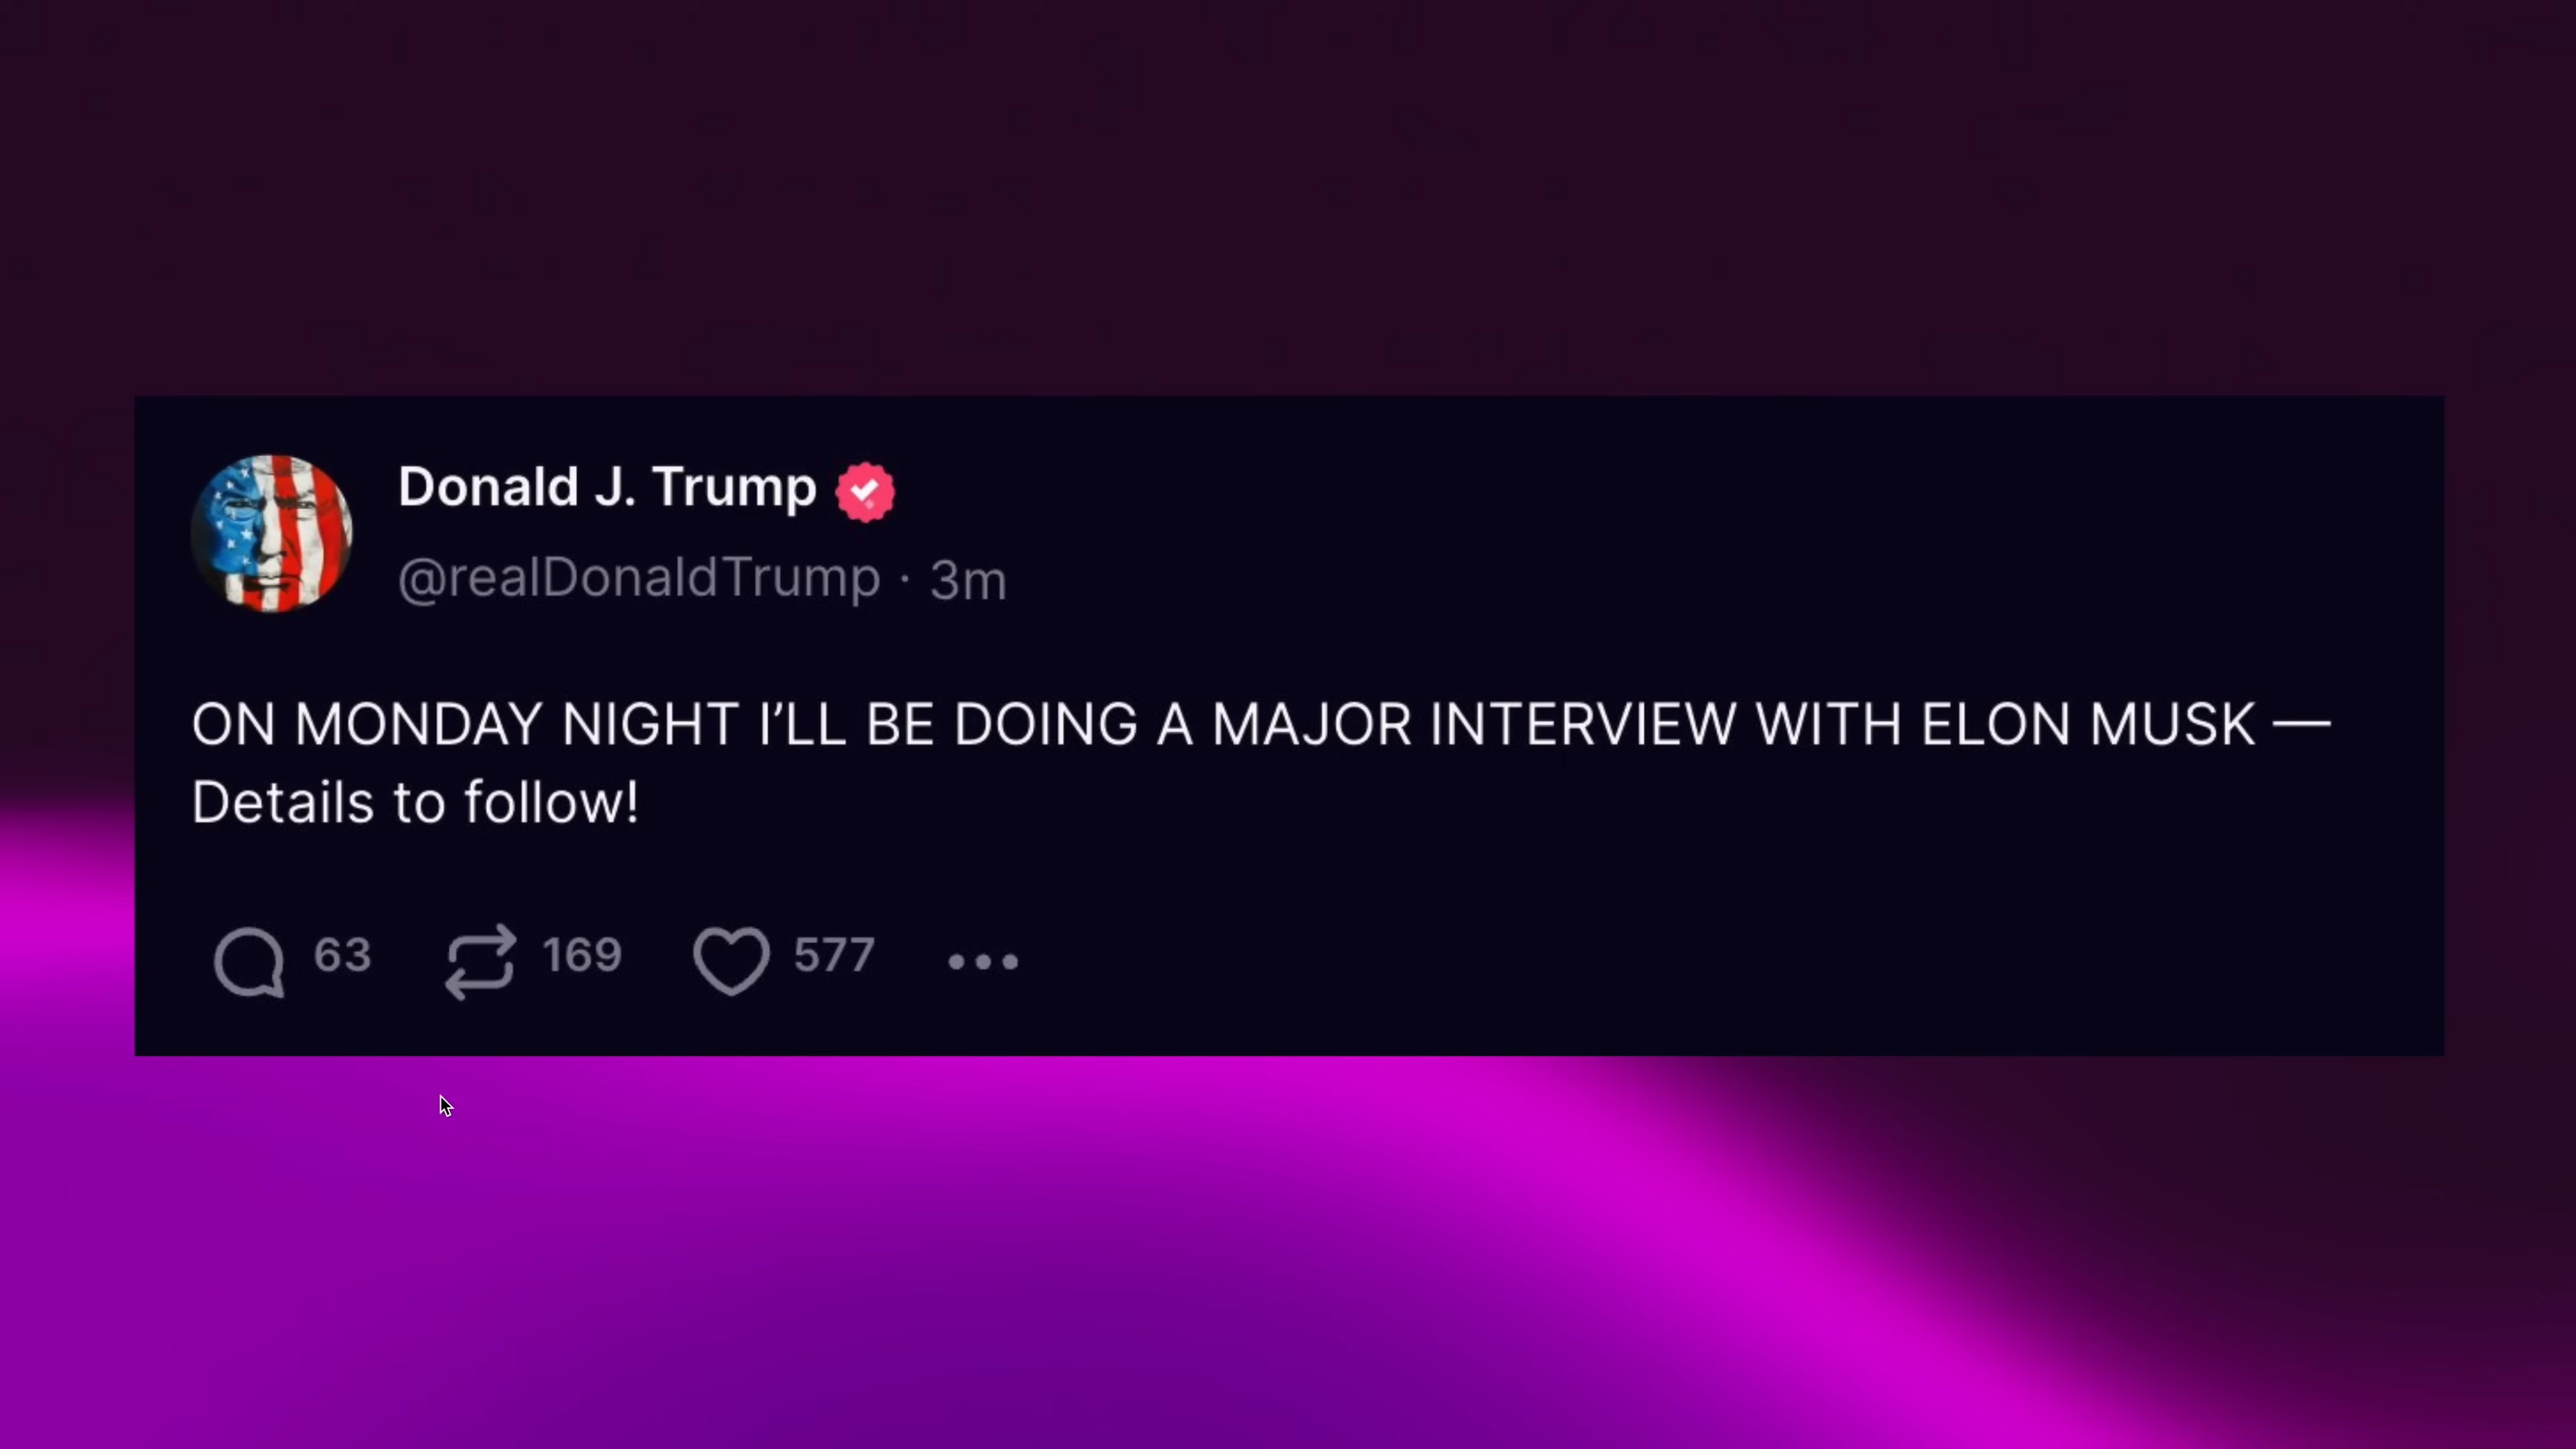 Donald J. Trump
@realDonaldTrump · 3m
ON MONDAY NIGHT I’LL BE DOING A MAJOR INTERVIEW WITH ELON MUSK —
Details to follow!
63 169 577